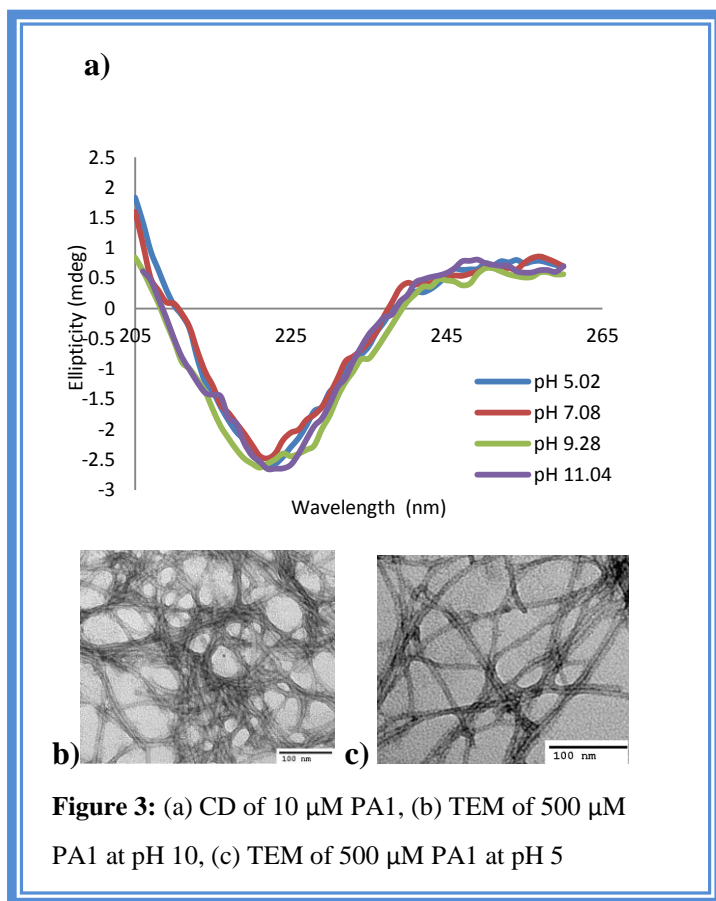 a)
2.5
2
1.5
1
0.5
0
-0.5
-1
-1.5
-2
-2.5
-3
205
225
245
265
Ellipticity (mdeg)
Wavelength (nm)
pH 5.02
pH 7.08
pH 9.28
pH 11.04
100 nm
100 nm
b)
c)
Figure 3: (a) CD of 10 μM PA1, (b) TEM of 500 μM
PA1 at pH 10, (c) TEM of 500 μM PA1 at pH 5